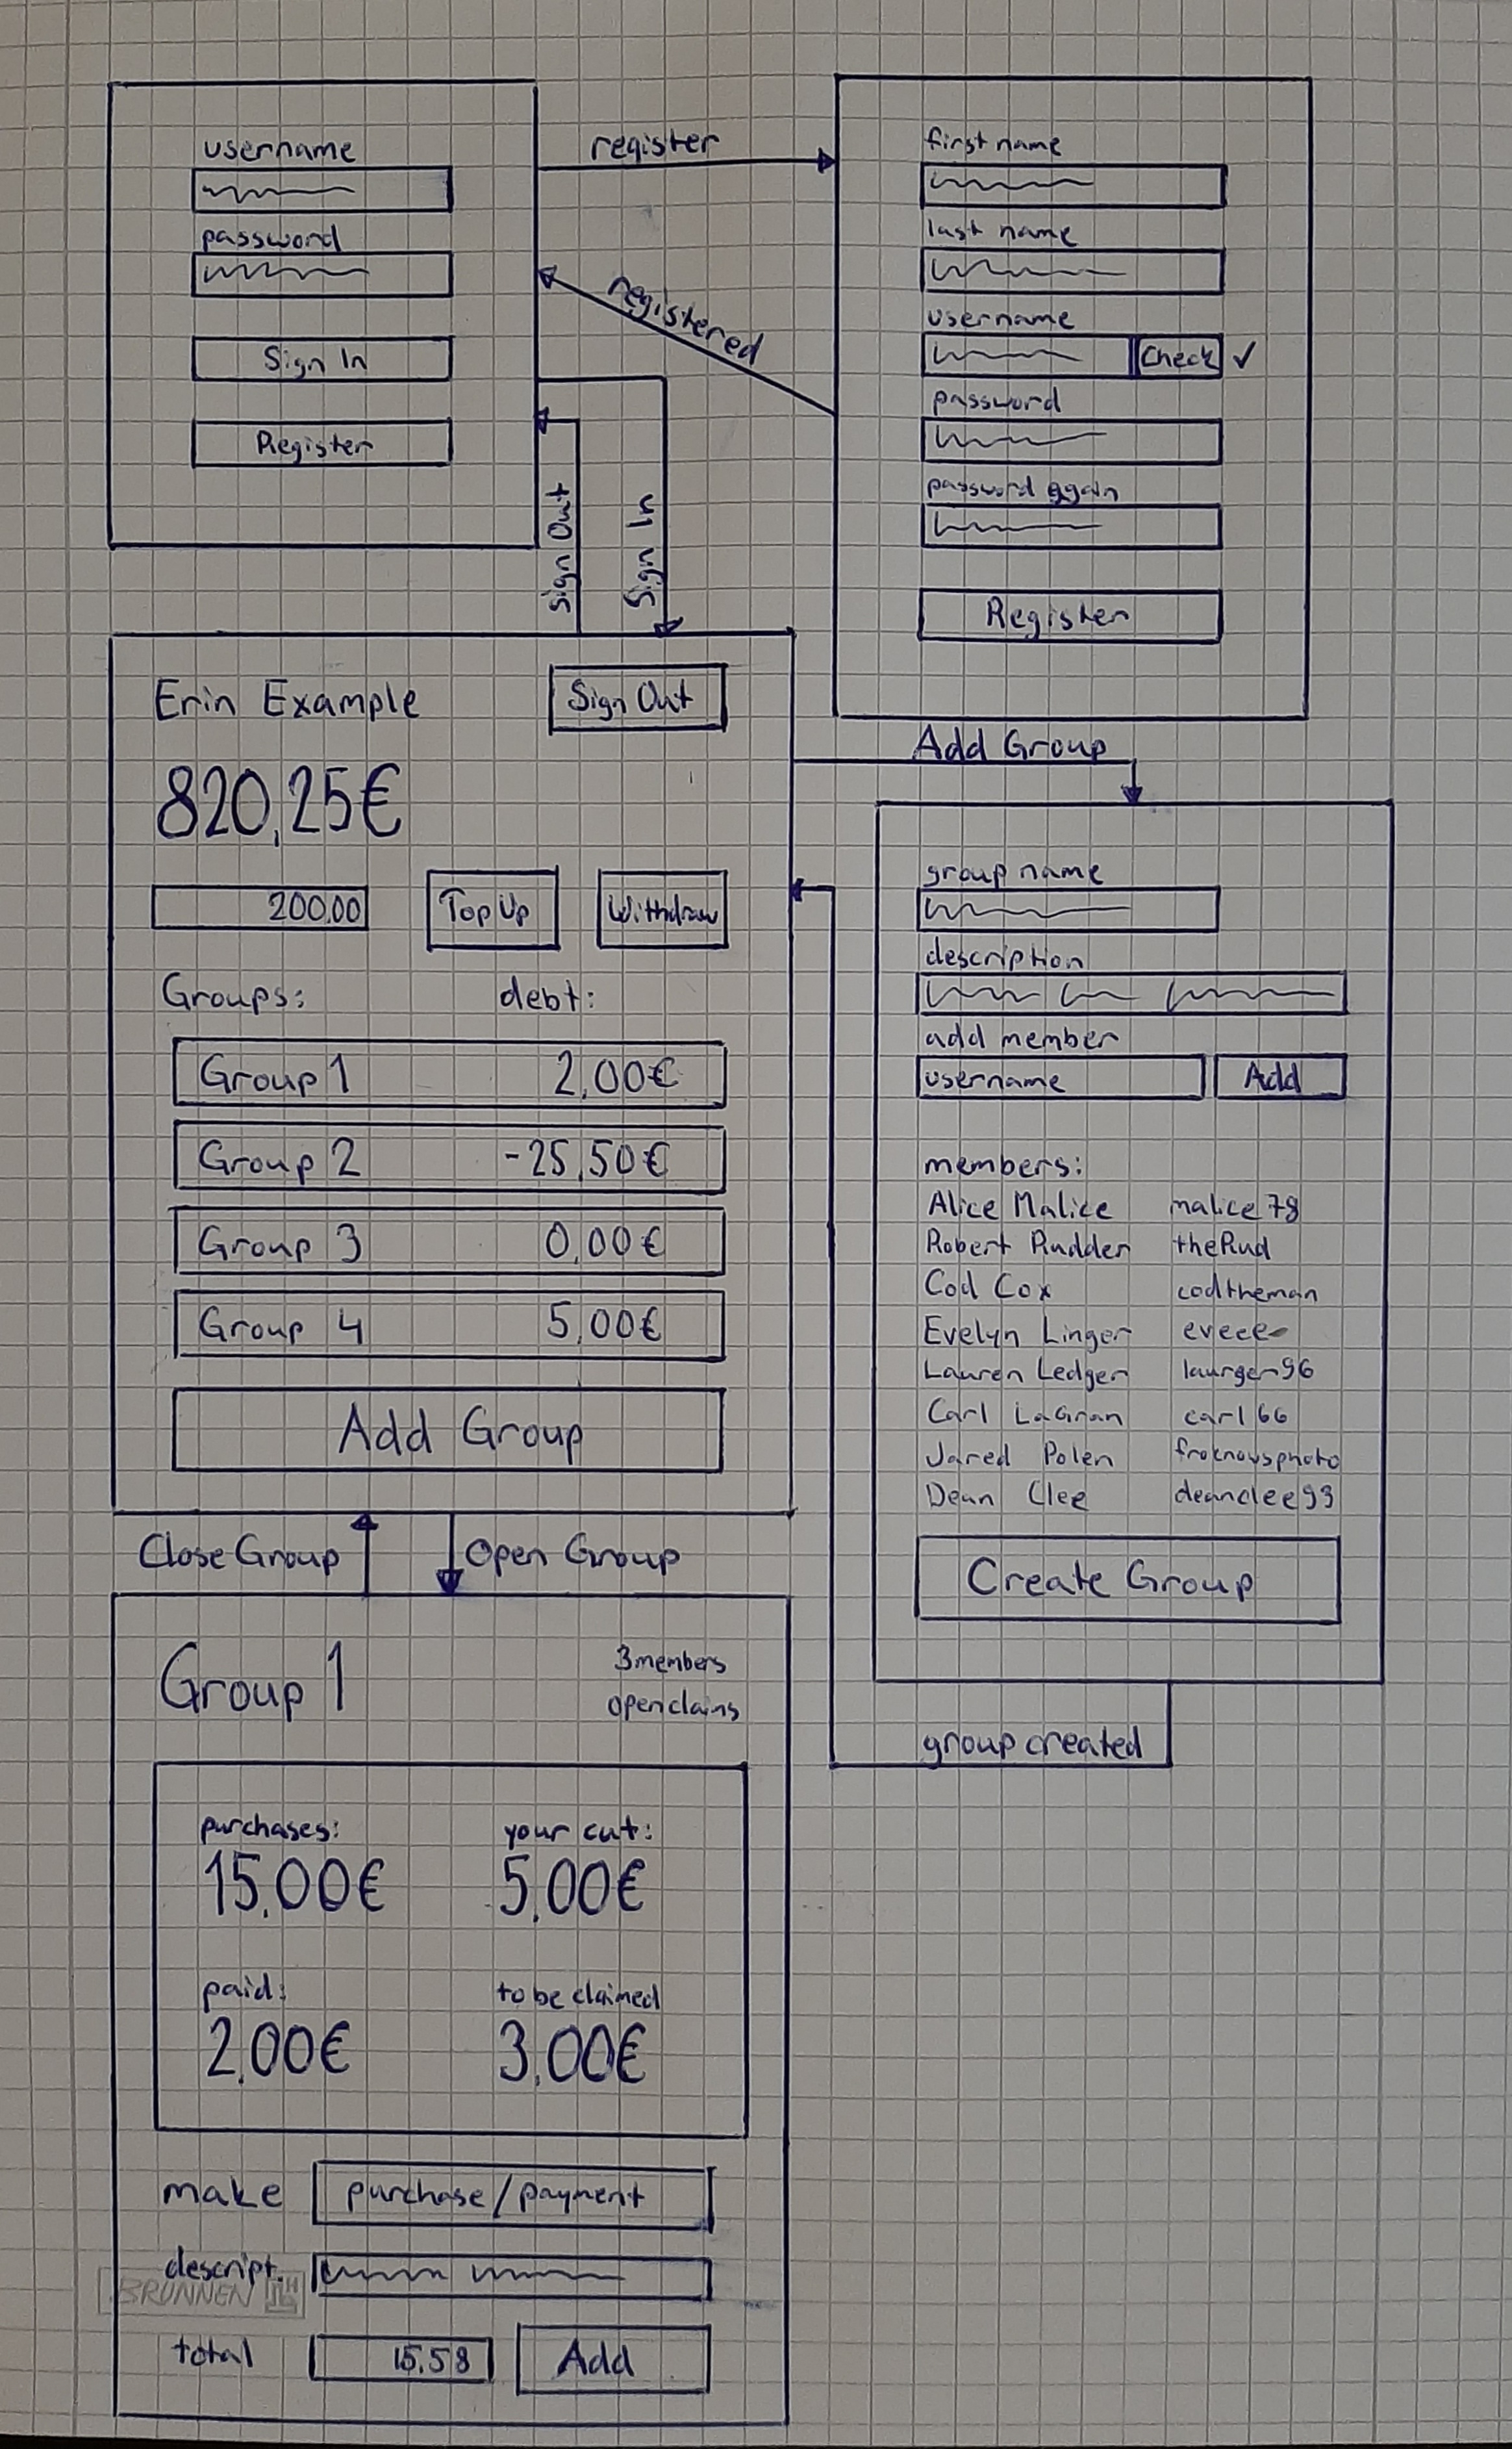 username
password
Sign In
Register
register
registered
Sign Out
Sign In
first name
last name
username
Check ✓
password
password again
Register
Erin Example
Sign Out
820,25€
200,00
Top Up
Withdraw
Groups: debt:
Group 1 2,00€
Group 2 -25,50€
Group 3 0,00€
Group 4 5,00€
Add Group
Add Group
group name
description
add member
username
Add
members:
Alice Malice malice78
Robert Rudder theRud
Cod Cox codtheman
Evelyn Linger eveee
Lauren Ledger laurger96
Carl LaGran carl66
Jared Polen froknowsphoto
Dean Clee deanclee93
Create Group
group created
Close Group
Open Group
Group 1
3 members
open claims
purchases: your cut:
15,00€ 5,00€
paid: to be claimed
2,00€ 3,00€
make purchase/payment
descript.
BRUNNEN
total 15,58 Add